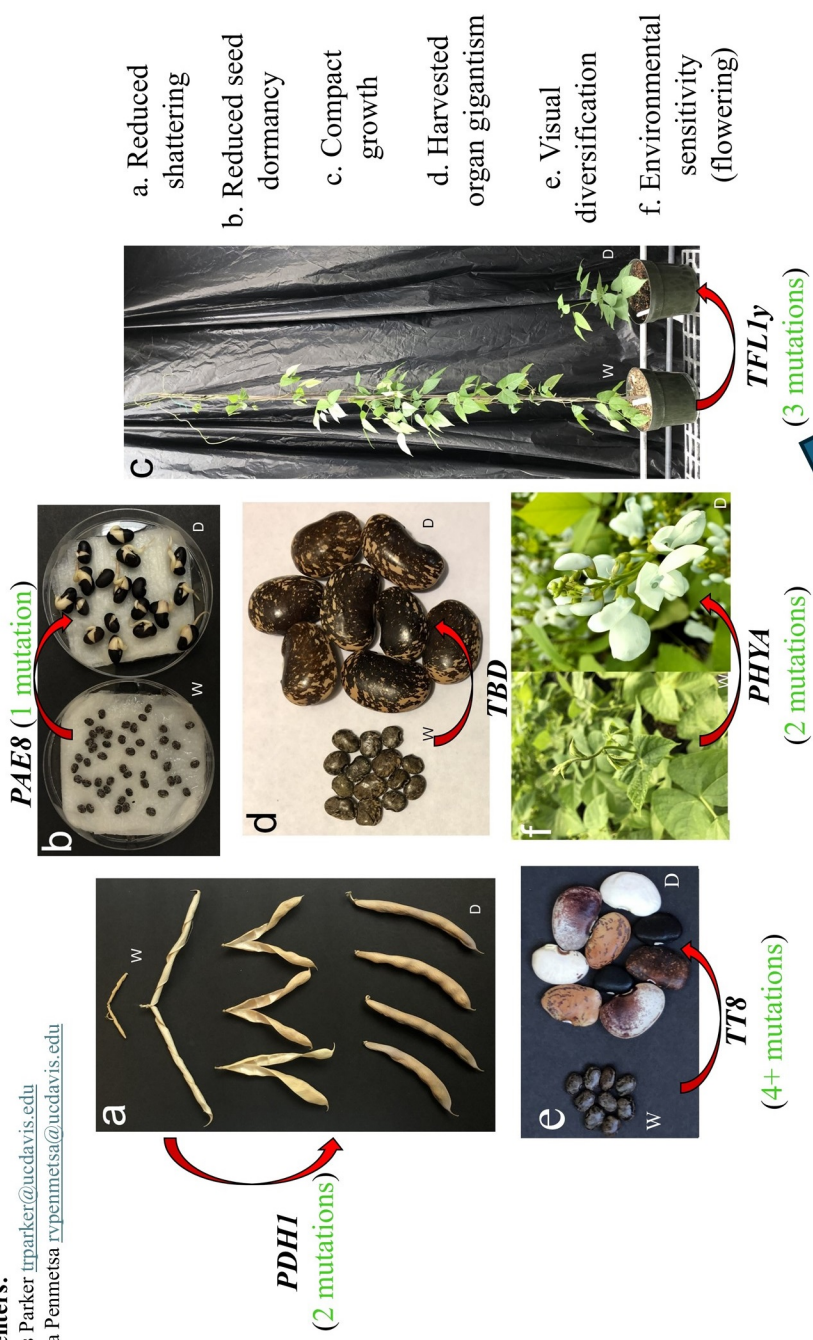 Parker trparker@ucdavis.edu
Penmetsa rvpenmetsa@ucdavis.edu
PDH1
(2 mutations)
a
W
D
PAE8 (1 mutation)
b
W
D
c
W
D
TFL1y
(3 mutations)
d
W
D
TBD
e
W
D
TT8
(4+ mutations)
f
W
D
PHYA
(2 mutations)
a. Reduced
shattering
b. Reduced seed
dormancy
c. Compact
growth
d. Harvested
organ gigantism
e. Visual
diversification
f. Environmental
sensitivity
(flowering)